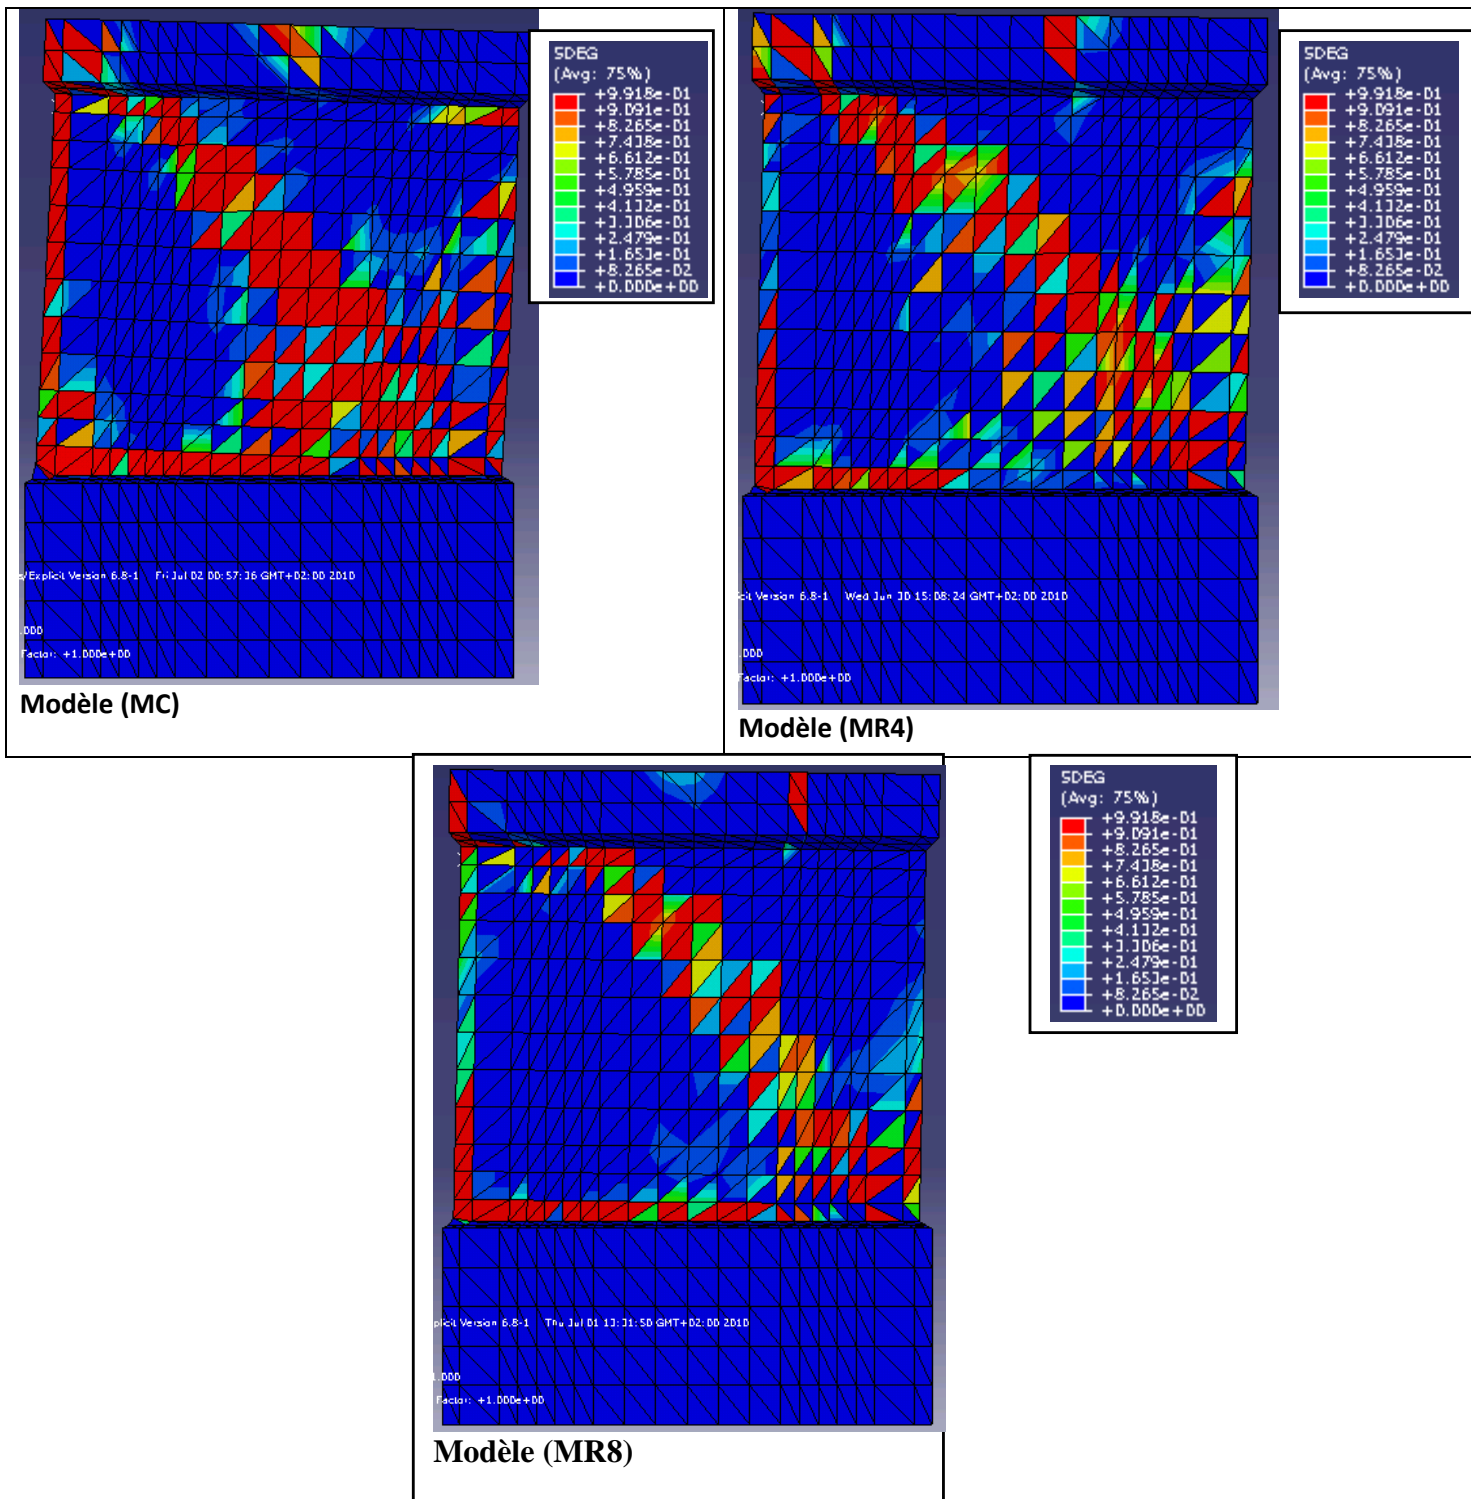 SDEG
(Avg: 75%)
+9.918e-01
+9.091e-01
+8.265e-01
+7.438e-01
+6.612e-01
+5.785e-01
+4.959e-01
+4.132e-01
+3.306e-01
+2.479e-01
+1.653e-01
+8.265e-02
+0.000e+00
s/Explicit Version 6.8-1 Fri Jul 02 00:57:36 GMT+02:00 2010
.000
Factor: +1.000e+00
Modèle (MC)
SDEG
(Avg: 75%)
+9.918e-01
+9.091e-01
+8.265e-01
+7.438e-01
+6.612e-01
+5.785e-01
+4.959e-01
+4.132e-01
+3.306e-01
+2.479e-01
+1.653e-01
+8.265e-02
+0.000e+00
cit Version 6.8-1 Wed Jun 30 15:08:24 GMT+02:00 2010
.000
Factor: +1.000e+00
Modèle (MR4)
SDEG
(Avg: 75%)
+9.918e-01
+9.091e-01
+8.265e-01
+7.438e-01
+6.612e-01
+5.785e-01
+4.959e-01
+4.132e-01
+3.306e-01
+2.479e-01
+1.653e-01
+8.265e-02
+0.000e+00
plicit Version 6.8-1 Thu Jul 01 13:31:50 GMT+02:00 2010
1.000
Factor: +1.000e+00
Modèle (MR8)